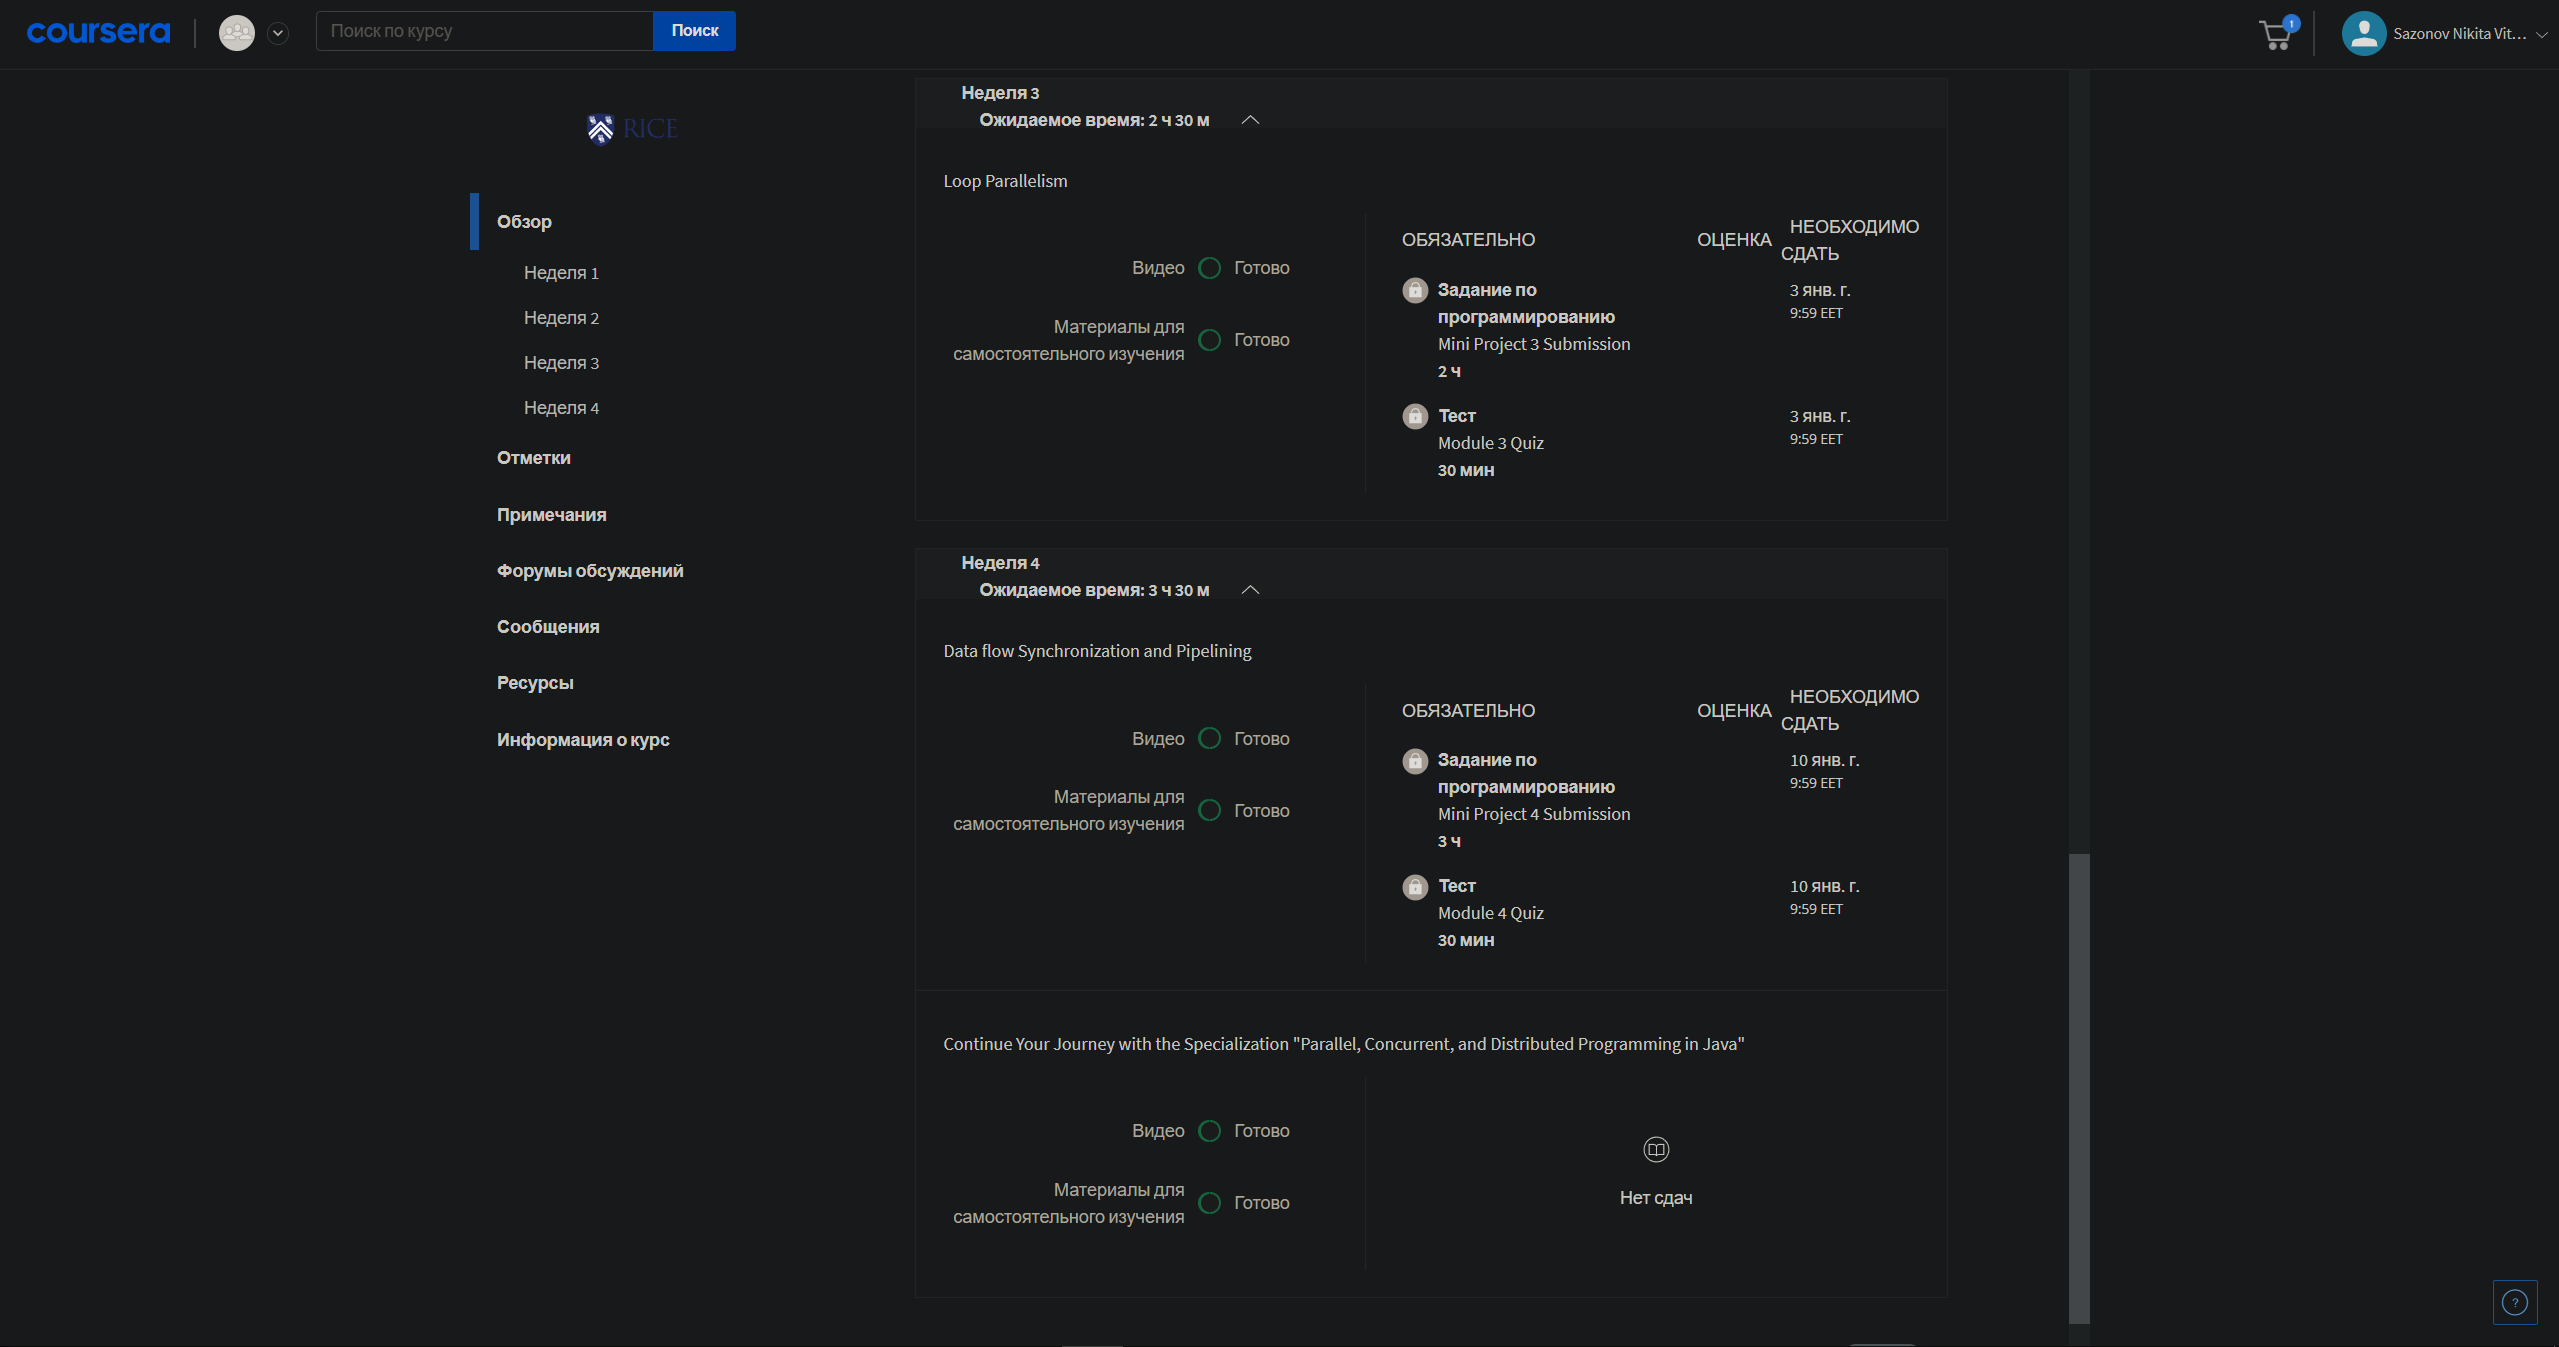 coursera
Поиск по курсу
Поиск
1
Sazonov Nikita Vit...
RICE
Обзор
Неделя 1
Неделя 2
Неделя 3
Неделя 4
Отметки
Примечания
Форумы обсуждений
Сообщения
Ресурсы
Информация о курс
Неделя 3
Ожидаемое время: 2 ч 30 м
Loop Parallelism
Видео Готово
Материалы для
самостоятельного изучения Готово
ОБЯЗАТЕЛЬНО ОЦЕНКА НЕОБХОДИМО
СДАТЬ
Задание по
программированию
Mini Project 3 Submission
2 ч
3 янв. г.
9:59 EET
Тест
Module 3 Quiz
30 мин
3 янв. г.
9:59 EET
Неделя 4
Ожидаемое время: 3 ч 30 м
Data flow Synchronization and Pipelining
Видео Готово
Материалы для
самостоятельного изучения Готово
ОБЯЗАТЕЛЬНО ОЦЕНКА НЕОБХОДИМО
СДАТЬ
Задание по
программированию
Mini Project 4 Submission
3 ч
10 янв. г.
9:59 EET
Тест
Module 4 Quiz
30 мин
10 янв. г.
9:59 EET
Continue Your Journey with the Specialization "Parallel, Concurrent, and Distributed Programming in Java"
Видео Готово
Материалы для
самостоятельного изучения Готово
Нет сдач
?